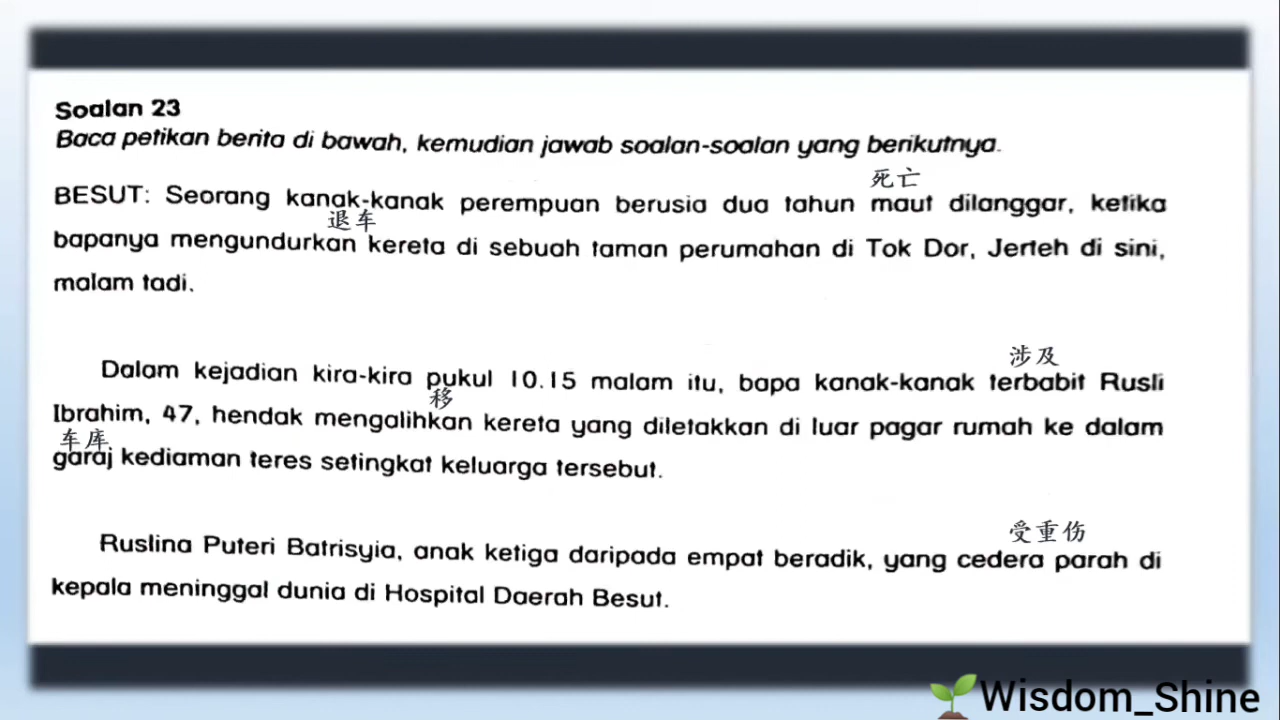 Soalan 23
Baca petikan berita di bawah, kemudian jawab soalan-soalan yang berikutnya.
死亡
BESUT: Seorang kanak-kanak perempuan berusia dua tahun maut dilanggar, ketika
退车
bapanya mengundurkan kereta di sebuah taman perumahan di Tok Dor, Jerteh di sini,
malam tadi.
涉及
Dalam kejadian kira-kira pukul 10.15 malam itu, bapa kanak-kanak terbabit Rusli
移
Ibrahim, 47, hendak mengalihkan kereta yang diletakkan di luar pagar rumah ke dalam
车库
garaj kediaman teres setingkat keluarga tersebut.
受重伤
Ruslina Puteri Batrisyia, anak ketiga daripada empat beradik, yang cedera parah di
kepala meninggal dunia di Hospital Daerah Besut.
Wisdom_Shine